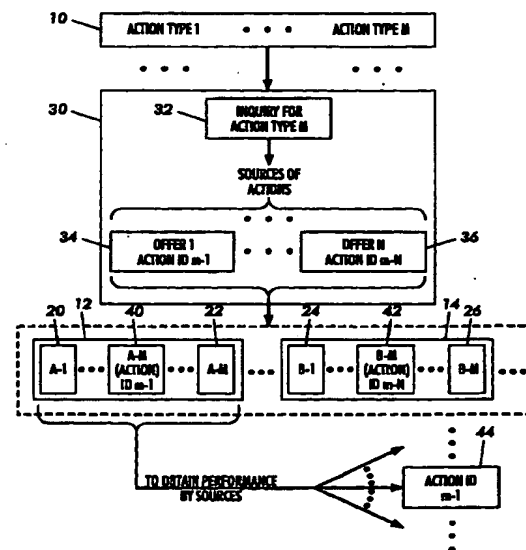 10
ACTION TYPE 1 • • • ACTION TYPE M
• • • • • •
30
32
INQUIRY FOR
ACTION TYPE M
SOURCES OF
ACTIONS
34
OFFER 1
ACTION ID m-1
• • •
OFFER N
ACTION ID m-N
36
20 12 40 22 24 42 14 26
A-1 ••• A-M (ACTION) ID m-1 ••• A-M ••• B-1 ••• B-M (ACTION) ID m-N ••• B-M •••
TO OBTAIN PERFORMANCE
BY SOURCES
44
ACTION ID
m-1